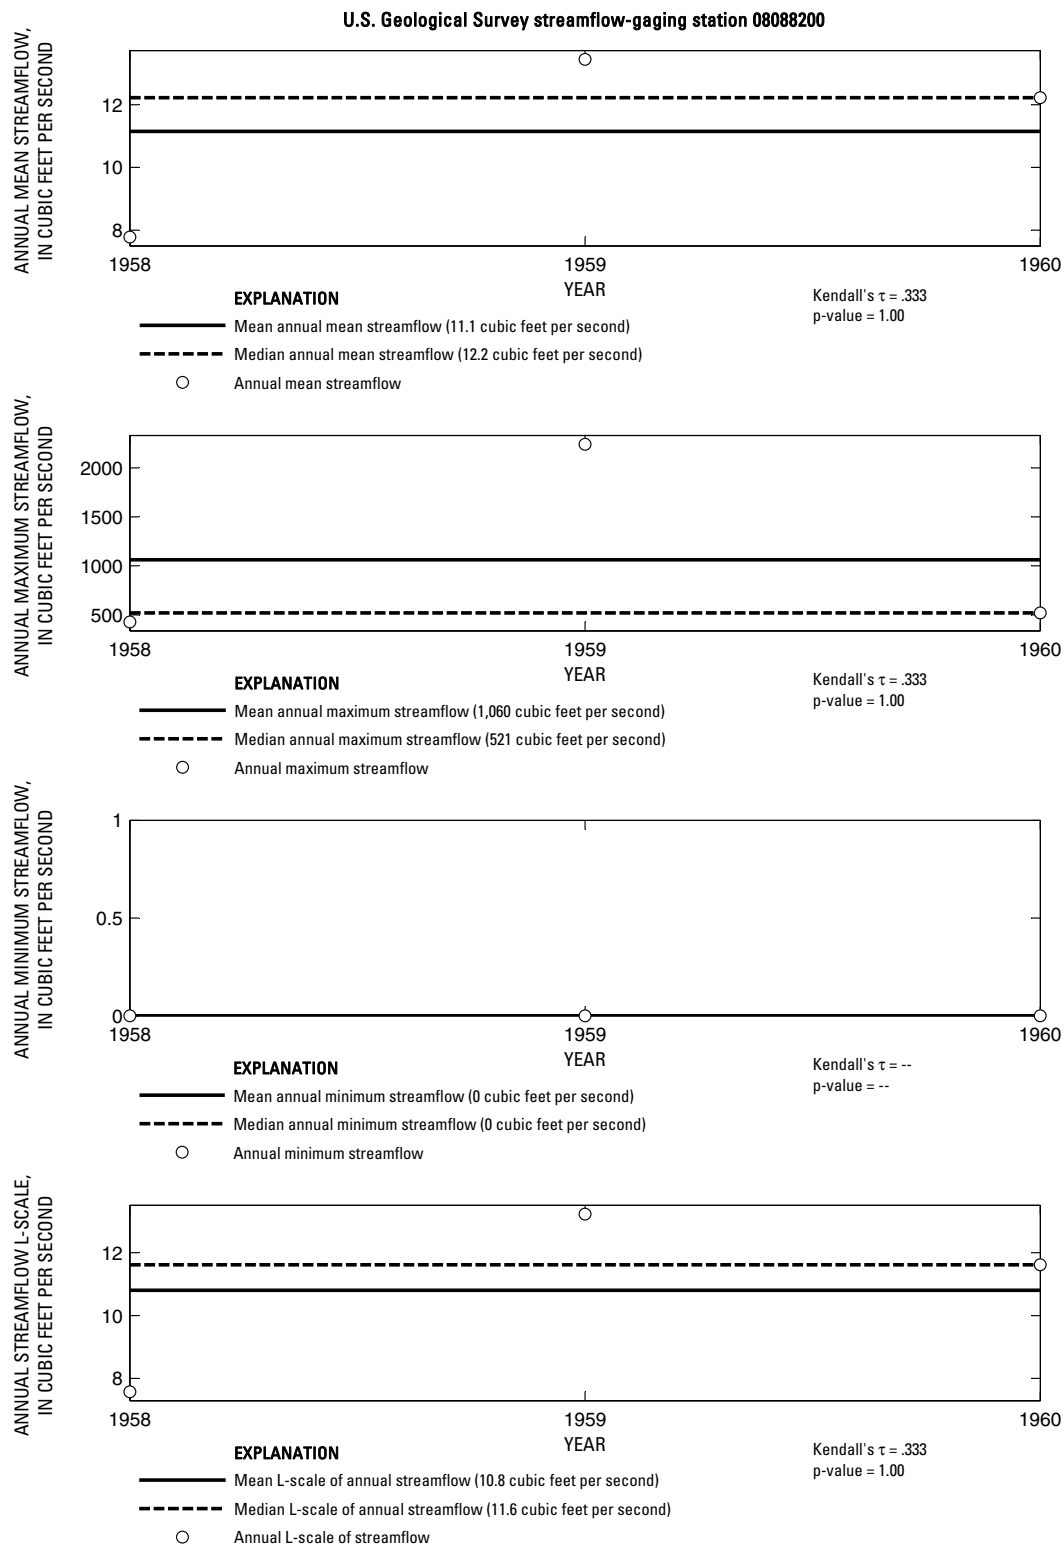 U.S. Geological Survey streamflow-gaging station 08088200
ANNUAL MEAN STREAMFLOW,
IN CUBIC FEET PER SECOND
12
10
8
1958
1959
1960
YEAR
EXPLANATION
Mean annual mean streamflow (11.1 cubic feet per second)
Median annual mean streamflow (12.2 cubic feet per second)
Annual mean streamflow
Kendall's τ = .333
p-value = 1.00
ANNUAL MAXIMUM STREAMFLOW,
IN CUBIC FEET PER SECOND
2000
1500
1000
500
1958
1959
1960
YEAR
EXPLANATION
Mean annual maximum streamflow (1,060 cubic feet per second)
Median annual maximum streamflow (521 cubic feet per second)
Annual maximum streamflow
Kendall's τ = .333
p-value = 1.00
ANNUAL MINIMUM STREAMFLOW,
IN CUBIC FEET PER SECOND
1
0.5
0
1958
1959
1960
YEAR
EXPLANATION
Mean annual minimum streamflow (0 cubic feet per second)
Median annual minimum streamflow (0 cubic feet per second)
Annual minimum streamflow
Kendall's τ = --
p-value = --
ANNUAL STREAMFLOW L-SCALE,
IN CUBIC FEET PER SECOND
12
10
8
1958
1959
1960
YEAR
EXPLANATION
Mean L-scale of annual streamflow (10.8 cubic feet per second)
Median L-scale of annual streamflow (11.6 cubic feet per second)
Annual L-scale of streamflow
Kendall's τ = .333
p-value = 1.00